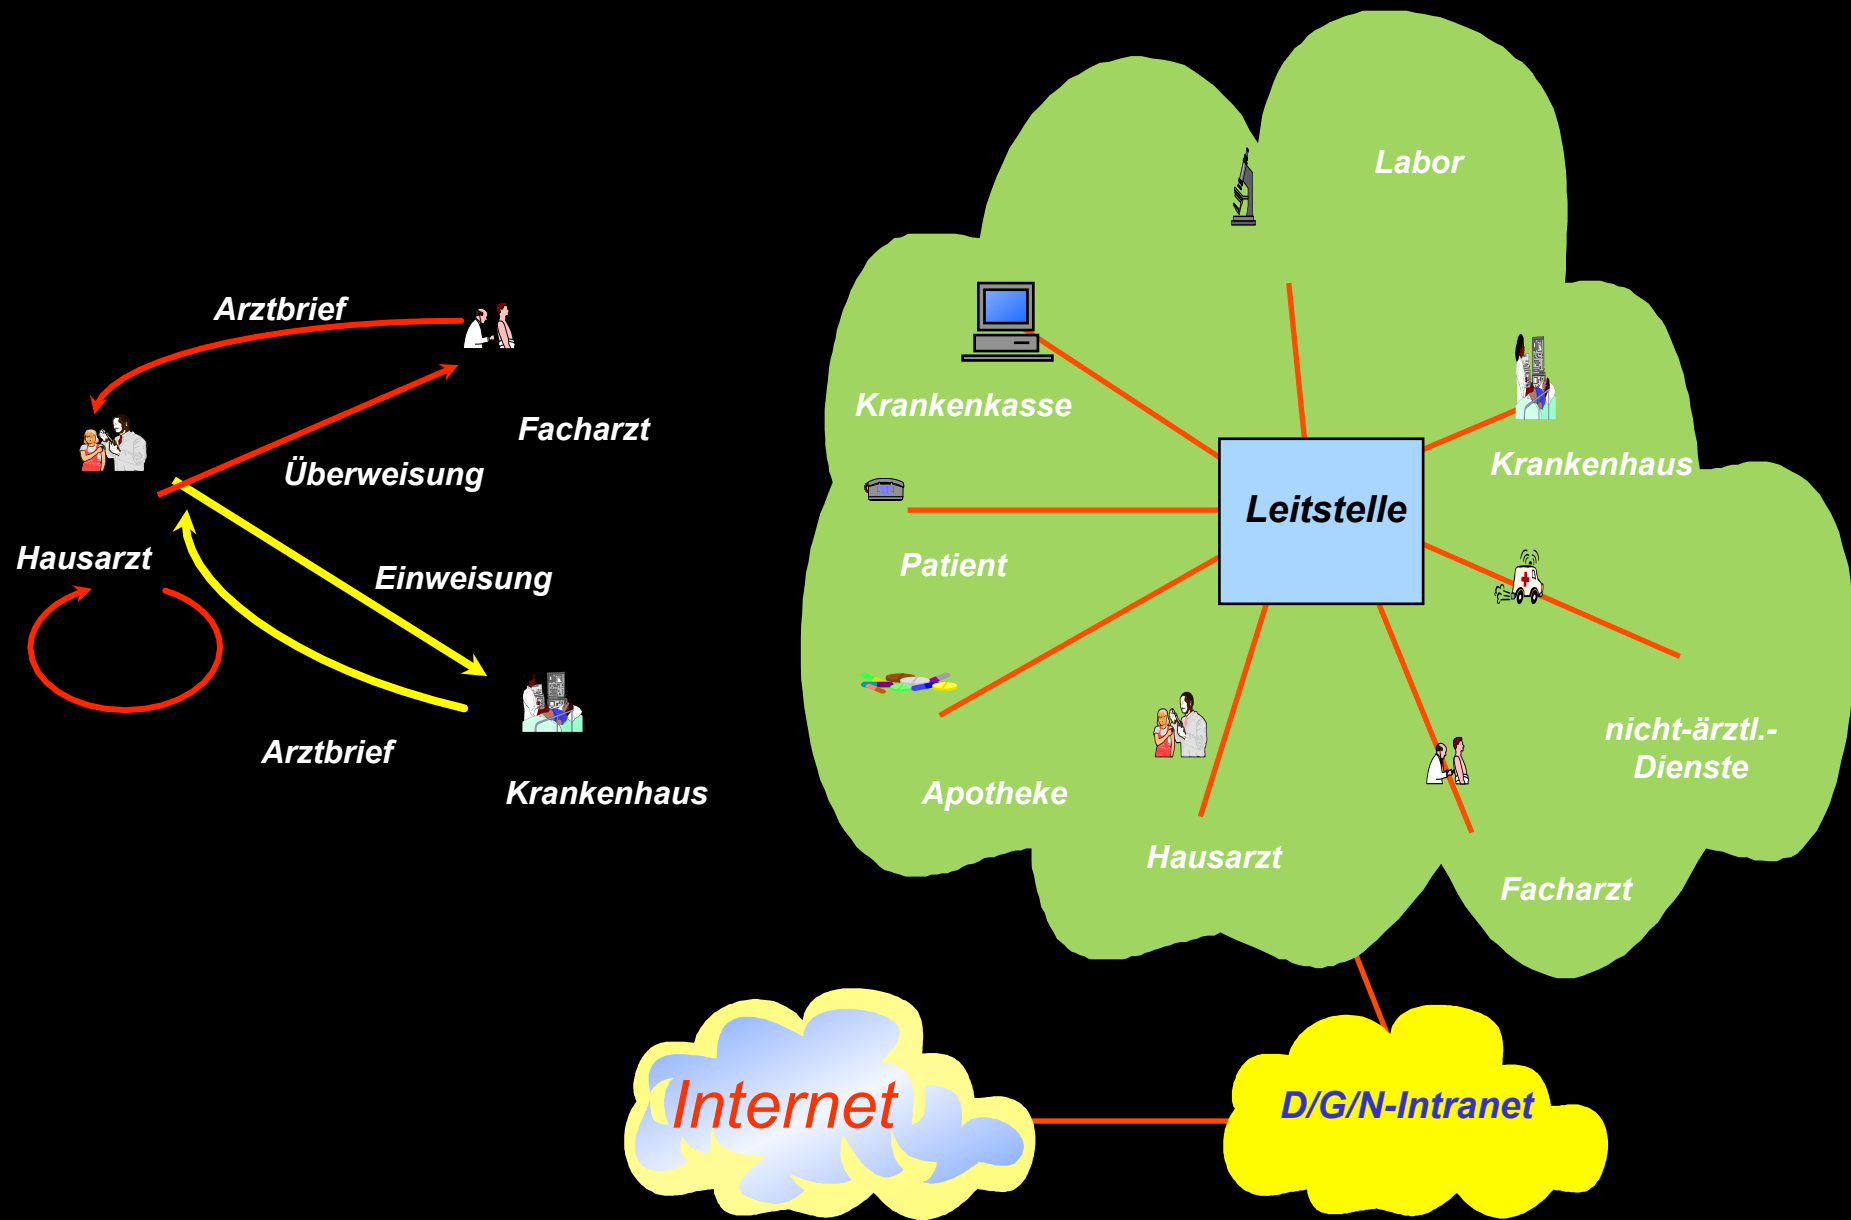 Arztbrief
Facharzt
Überweisung
Hausarzt
Einweisung
Arztbrief
Krankenhaus
Labor
Krankenkasse
Krankenhaus
Leitstelle
Patient
nicht-ärztl.-
Dienste
Apotheke
Hausarzt
Facharzt
Internet
D/G/N-Intranet